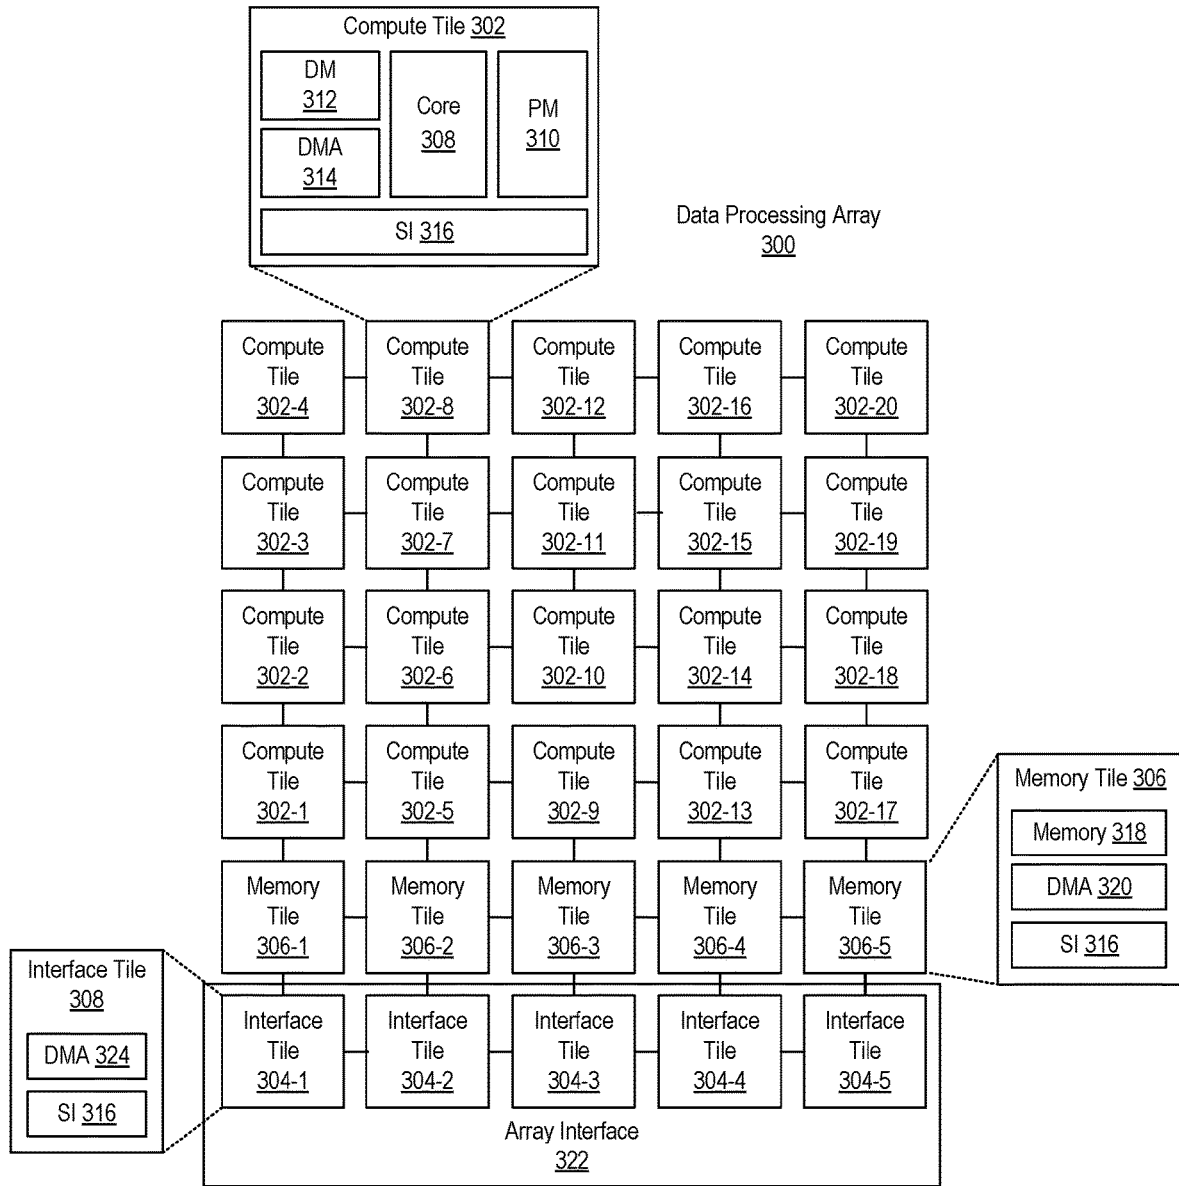 Compute Tile 302
DM
312
DMA
314
Core
308
PM
310
SI 316
Data Processing Array
300
Compute
Tile
302-4
Compute
Tile
302-8
Compute
Tile
302-12
Compute
Tile
302-16
Compute
Tile
302-20
Compute
Tile
302-3
Compute
Tile
302-7
Compute
Tile
302-11
Compute
Tile
302-15
Compute
Tile
302-19
Compute
Tile
302-2
Compute
Tile
302-6
Compute
Tile
302-10
Compute
Tile
302-14
Compute
Tile
302-18
Compute
Tile
302-1
Compute
Tile
302-5
Compute
Tile
302-9
Compute
Tile
302-13
Compute
Tile
302-17
Memory Tile 306
Memory 318
DMA 320
SI 316
Memory
Tile
306-1
Memory
Tile
306-2
Memory
Tile
306-3
Memory
Tile
306-4
Memory
Tile
306-5
Interface Tile
308
DMA 324
SI 316
Interface
Tile
304-1
Interface
Tile
304-2
Interface
Tile
304-3
Interface
Tile
304-4
Interface
Tile
304-5
Array Interface
322